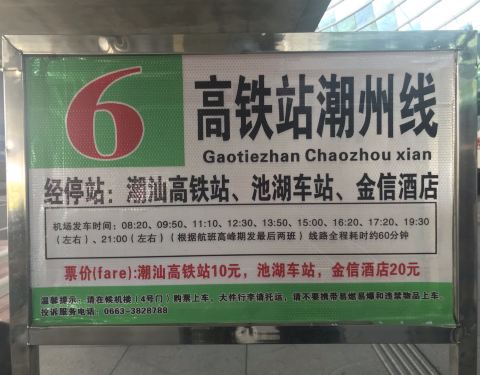 6
高铁站潮州线
Gaotiezhan Chaozhou xian
经停站：潮汕高铁站、池湖车站、金信酒店
机场发车时间：08:20、09:50、11:10、12:30、13:50、15:00、16:20、17:20、19:30
（左右）、21:00（左右）（根据航班高峰期发最后两班）线路全程耗时约60分钟
票价(fare):潮汕高铁站10元，池湖车站，金信酒店20元
温馨提示：请在候机楼（4号门）购票上车，大件行李请托运，请不要携带易燃易爆和违禁物品上车。
投诉服务电话：0663-3828788